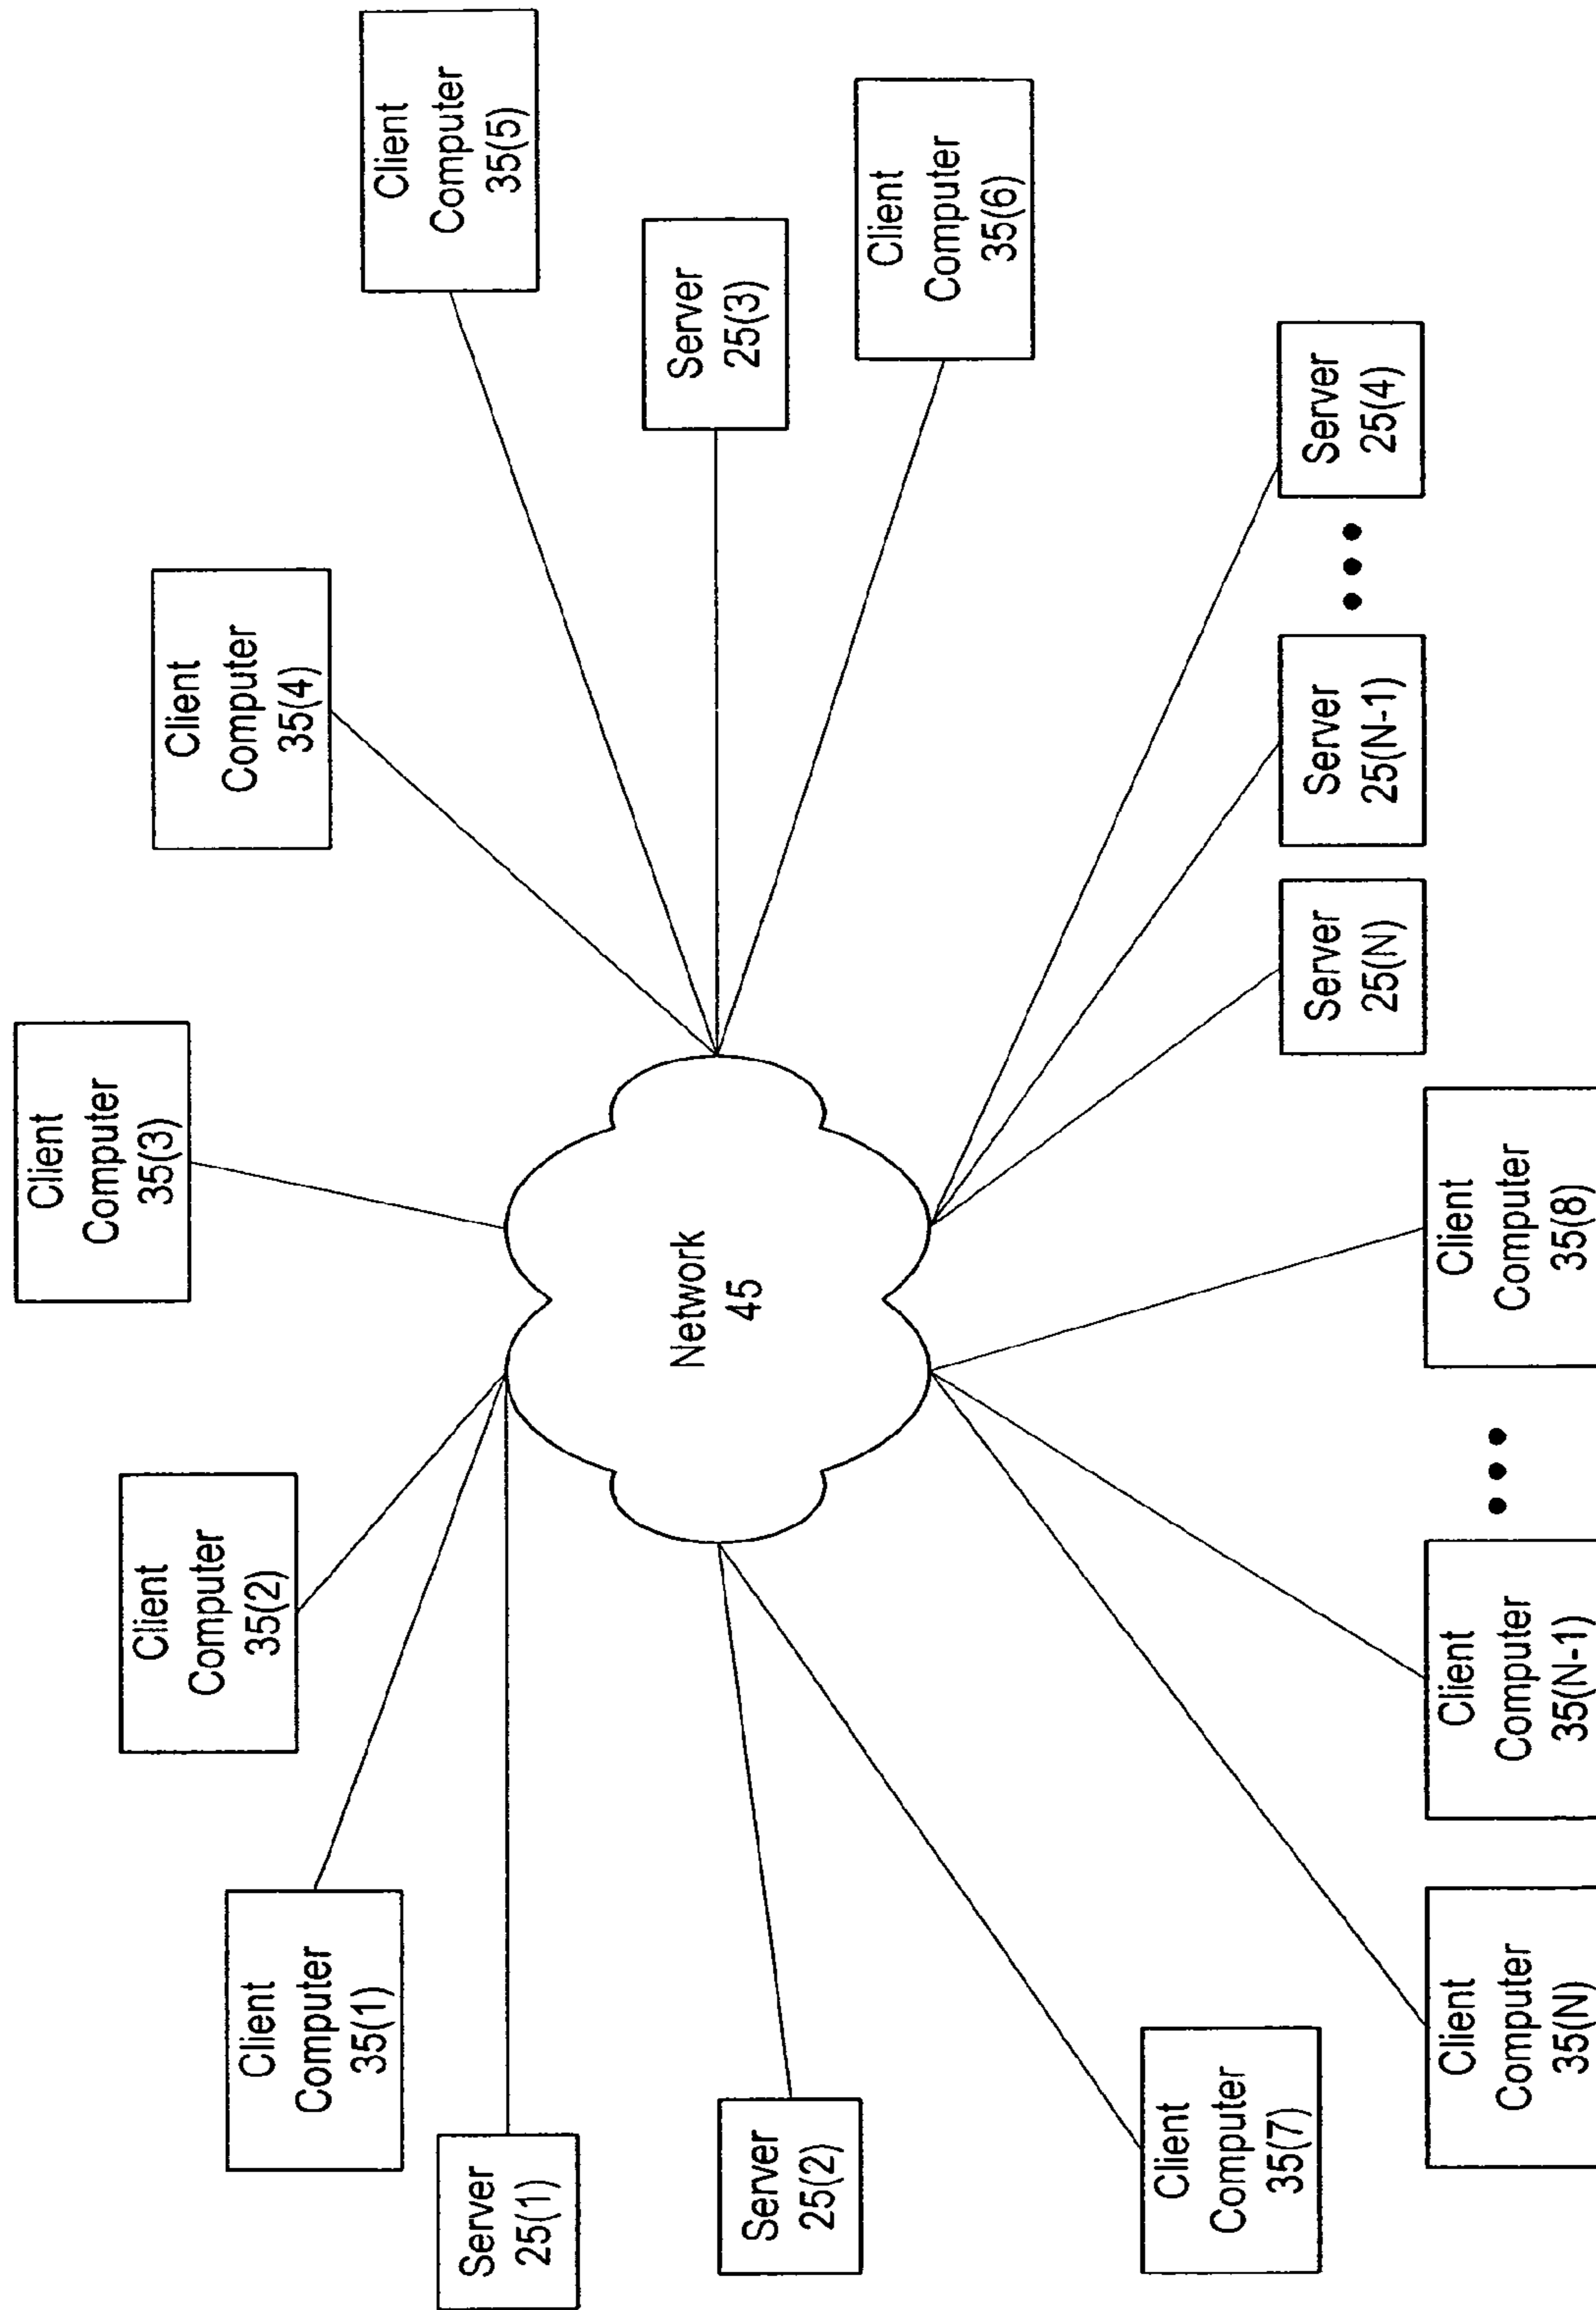 Client
Computer
35(3)
Client
Computer
35(2)
Client
Computer
35(4)
Client
Computer
35(1)
Client
Computer
35(5)
Server
25(1)
Network
45
Server
25(3)
Server
25(2)
Client
Computer
35(6)
Client
Computer
35(7)
Server
25(N)
Server
25(N-1)
Server
25(4)
Client
Computer
35(N)
Client
Computer
35(N-1)
Client
Computer
35(8)